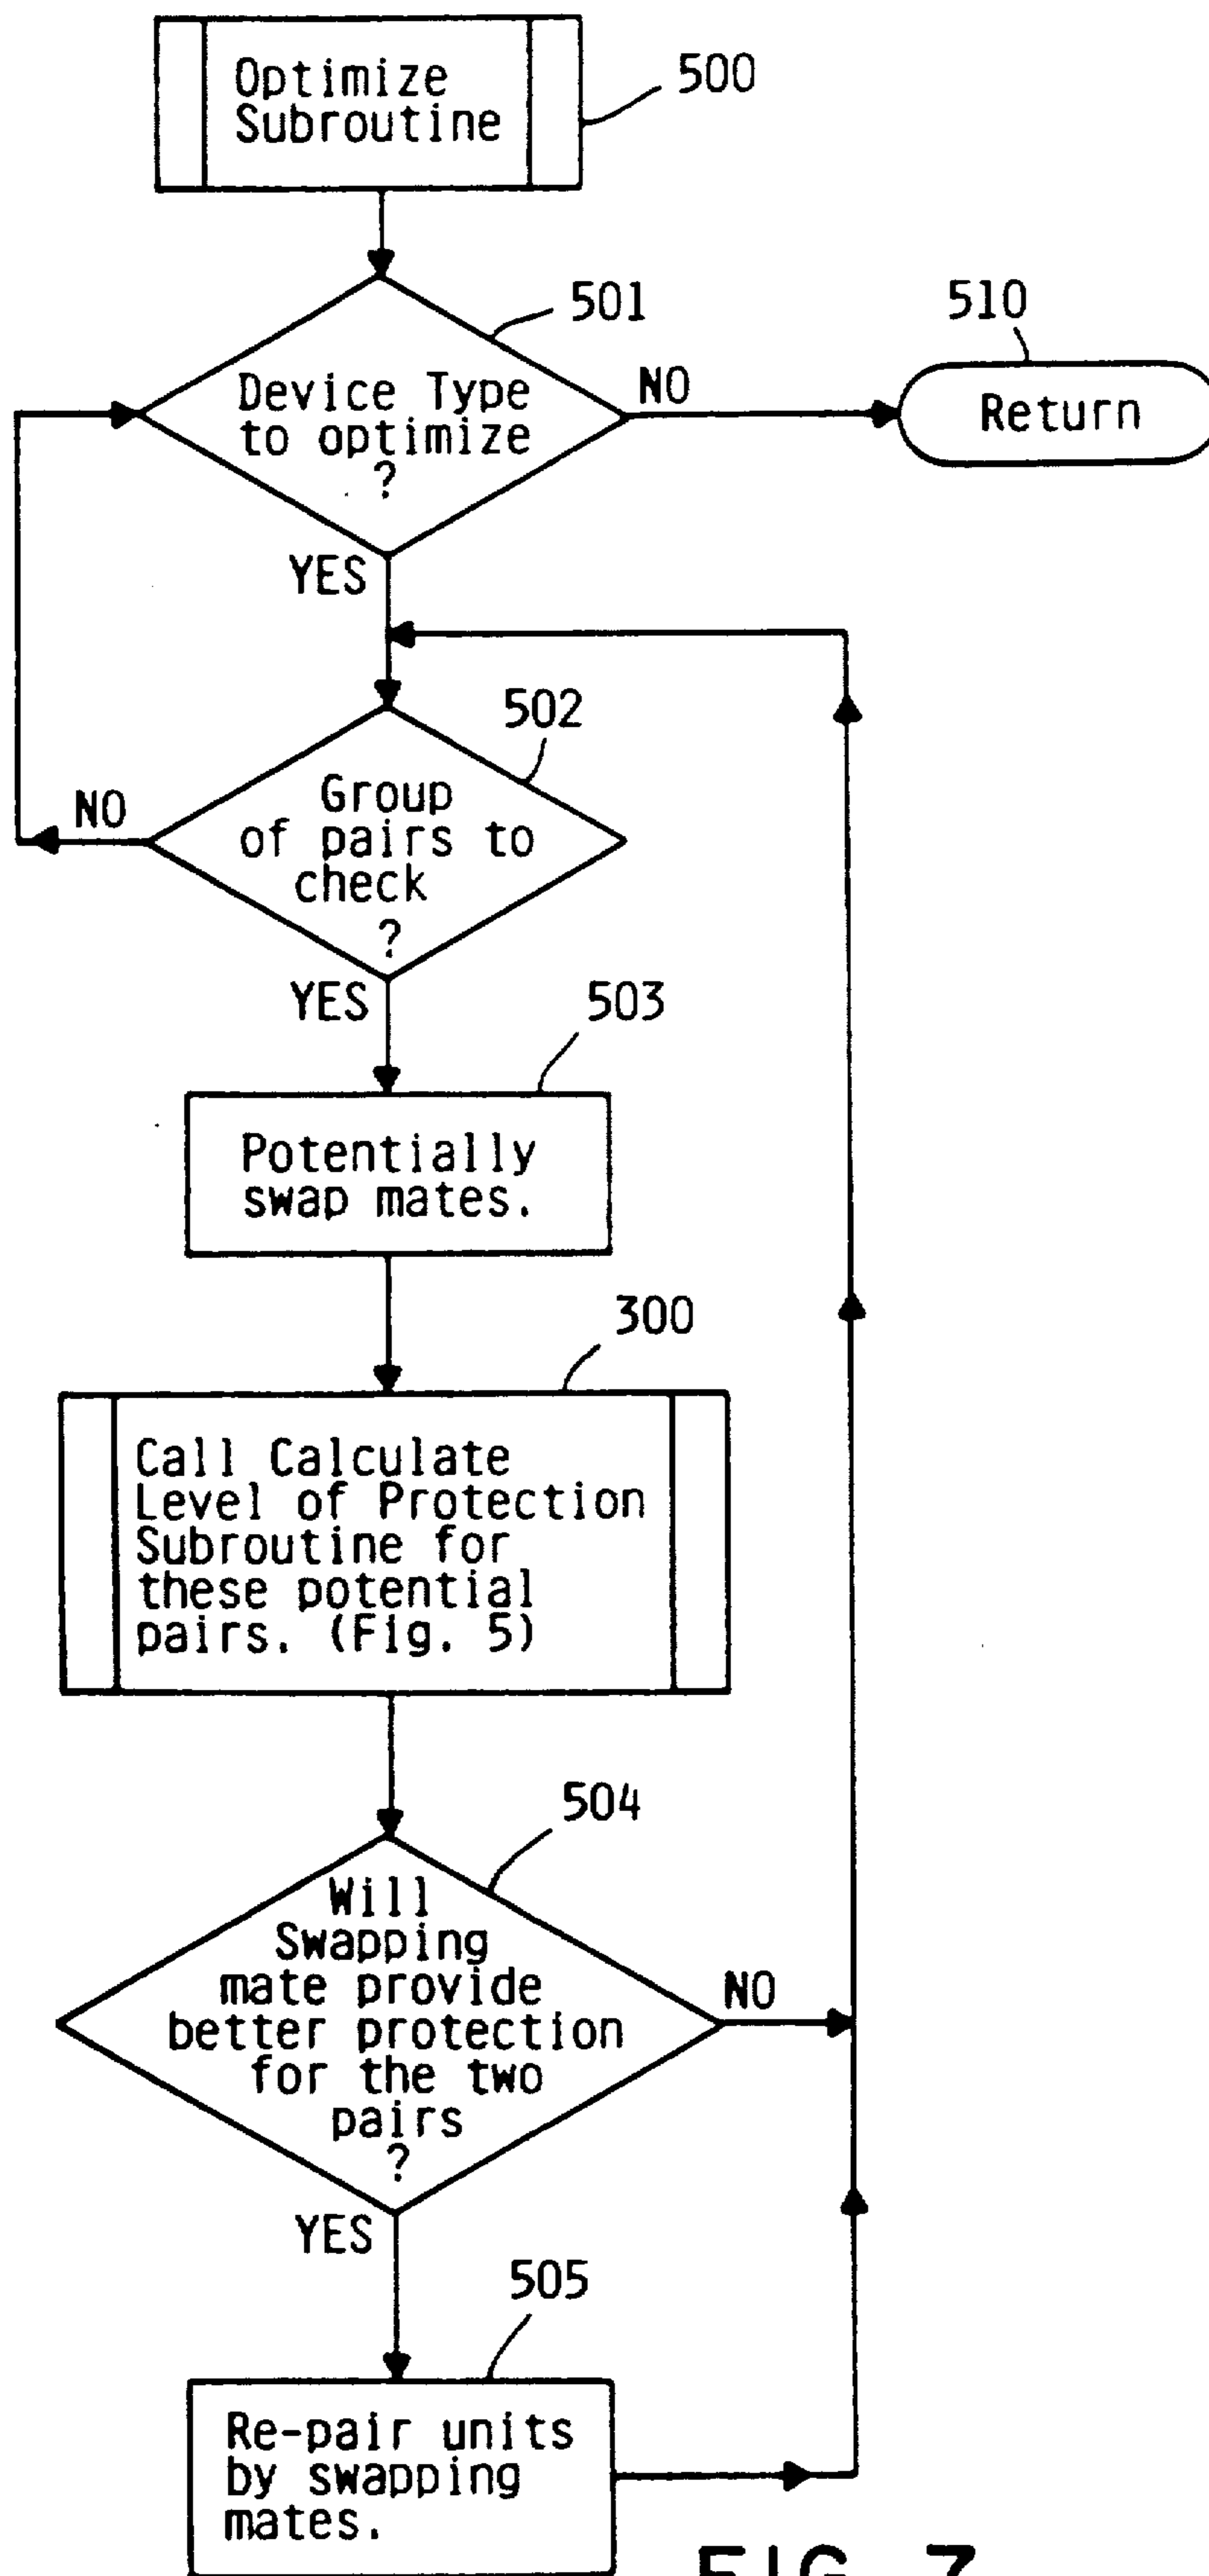 Optimize
Subroutine
500
501
510
Device Type
to optimize
?
NO
Return
YES
502
Group
of pairs to
check
?
NO
YES
503
Potentially
swap mates.
300
Call Calculate
Level of Protection
Subroutine for
these potential
pairs. (Fig. 5)
504
Will
Swapping
mate provide
better protection
for the two
pairs
?
NO
YES
505
Re-pair units
by swapping
mates.
FIG. 7